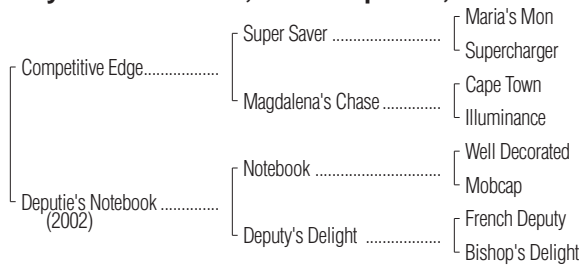 Maria's Mon
Super Saver ......................
Supercharger
Competitive Edge.................
Cape Town
Magdalena's Chase ..............
Illuminance
Well Decorated
Notebook .........................
Mobcap
Deputie's Notebook .............
(2002)
French Deputy
Deputy's Delight ..................
Bishop's Delight